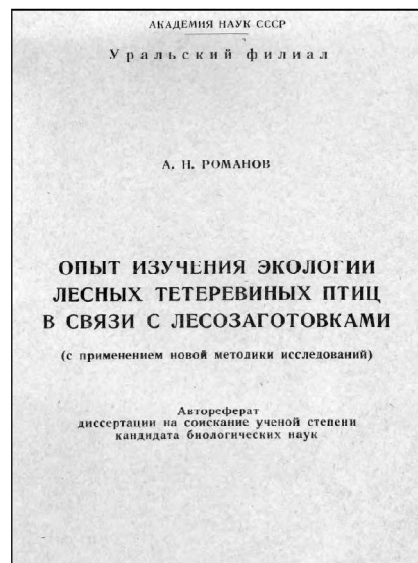 АКАДЕМИЯ НАУК СССР
Уральский филиал
А. Н. РОМАНОВ
ОПЫТ ИЗУЧЕНИЯ ЭКОЛОГИИ
ЛЕСНЫХ ТЕТЕРЕВИНЫХ ПТИЦ
В СВЯЗИ С ЛЕСОЗАГОТОВКАМИ
(с применением новой методики исследований)
Автореферат
диссертации на соискание ученой степени
кандидата биологических наук